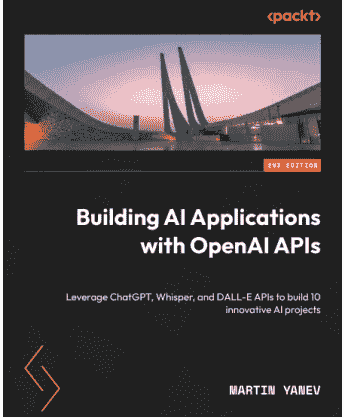 <packt>
2ND EDITION
Building AI Applications
with OpenAI APIs
Leverage ChatGPT, Whisper, and DALL-E APIs to build 10
innovative AI projects
MARTIN YANEV